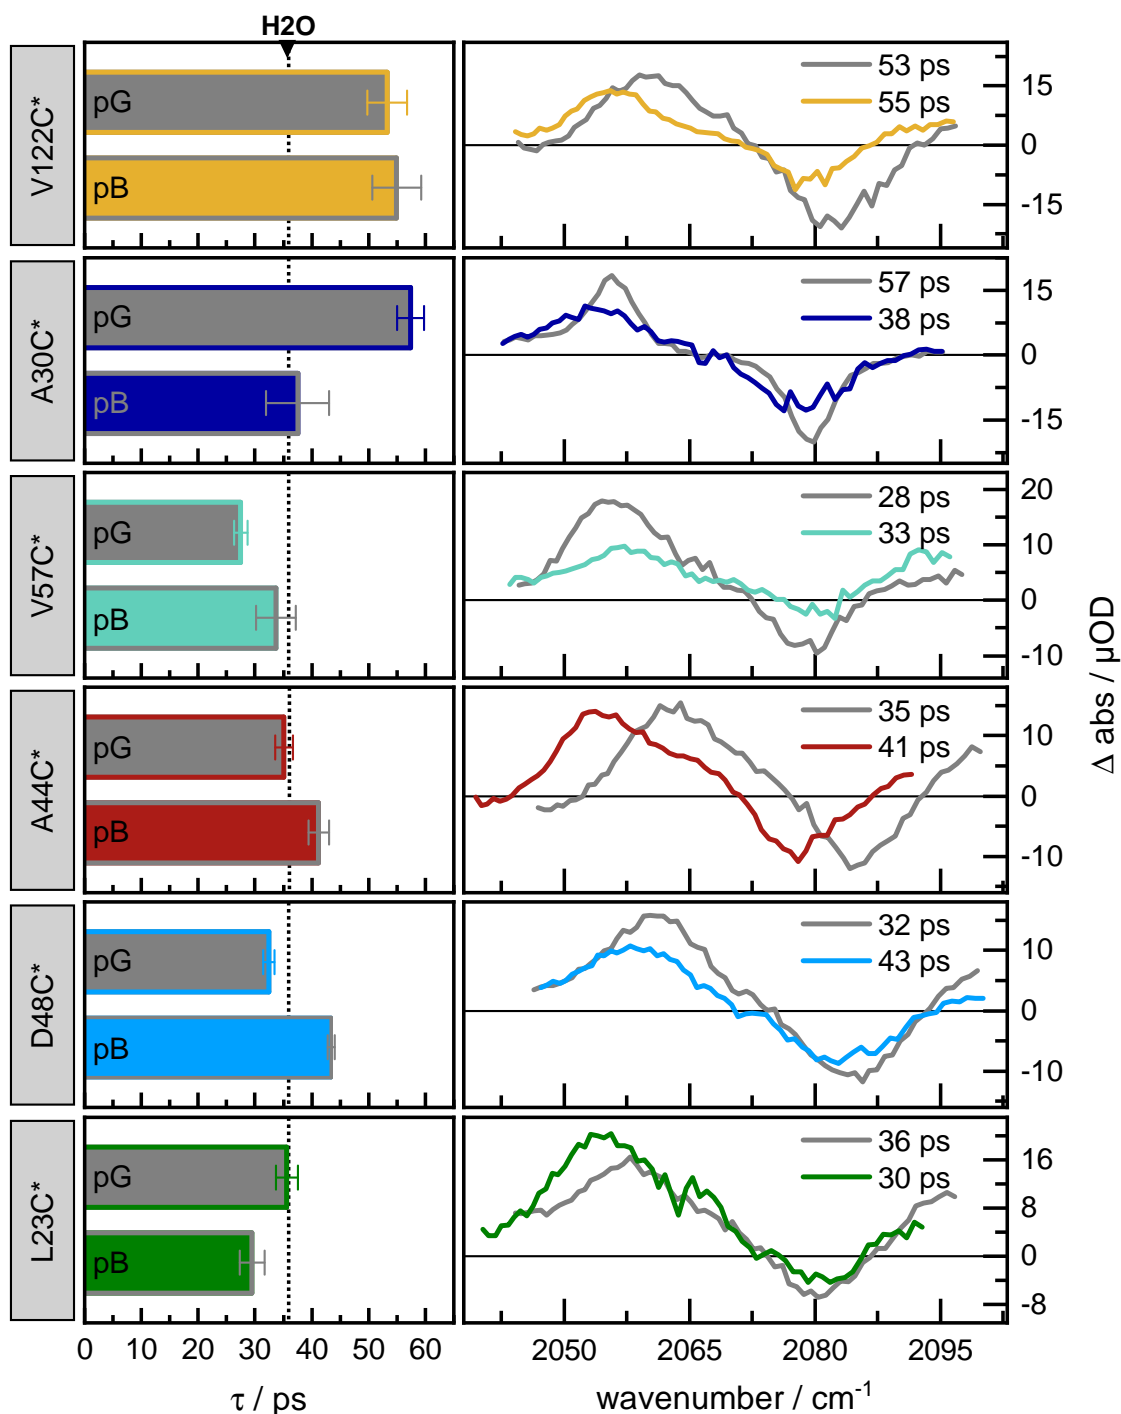 H2O
V122C*
pG
pB
53 ps
55 ps
15
0
-15
A30C*
pG
pB
57 ps
38 ps
15
0
-15
V57C*
pG
pB
28 ps
33 ps
20
10
0
-10
A44C*
pG
pB
35 ps
41 ps
10
0
-10
Δ abs / μOD
D48C*
pG
pB
32 ps
43 ps
10
0
-10
L23C*
pG
pB
36 ps
30 ps
16
8
0
-8
0 10 20 30 40 50 60
2050 2065 2080 2095
τ / ps
wavenumber / cm⁻¹